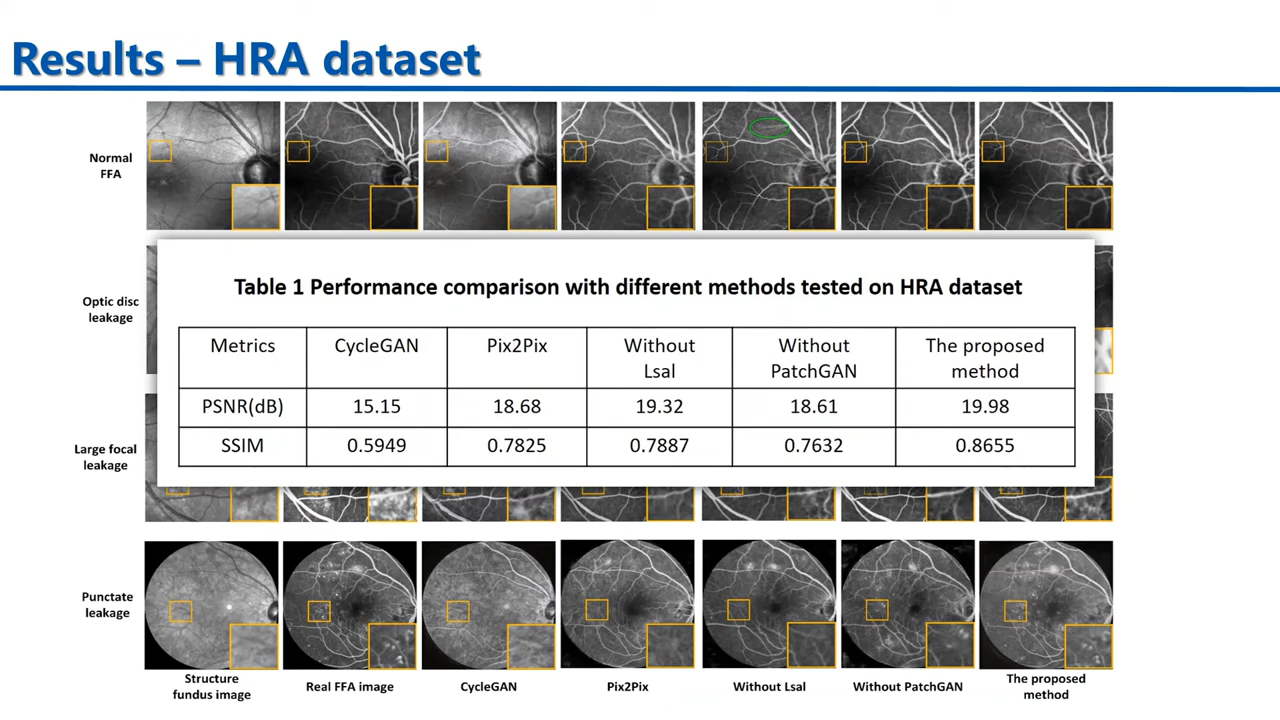 Results – HRA dataset
Normal
FFA
Optic disc
leakage
Table 1 Performance comparison with different methods tested on HRA dataset
Metrics CycleGAN Pix2Pix Without Lsal Without PatchGAN The proposed method
PSNR(dB) 15.15 18.68 19.32 18.61 19.98
SSIM 0.5949 0.7825 0.7887 0.7632 0.8655
Large focal
leakage
Punctate
leakage
Structure
fundus image
Real FFA image
CycleGAN
Pix2Pix
Without Lsal
Without PatchGAN
The proposed
method